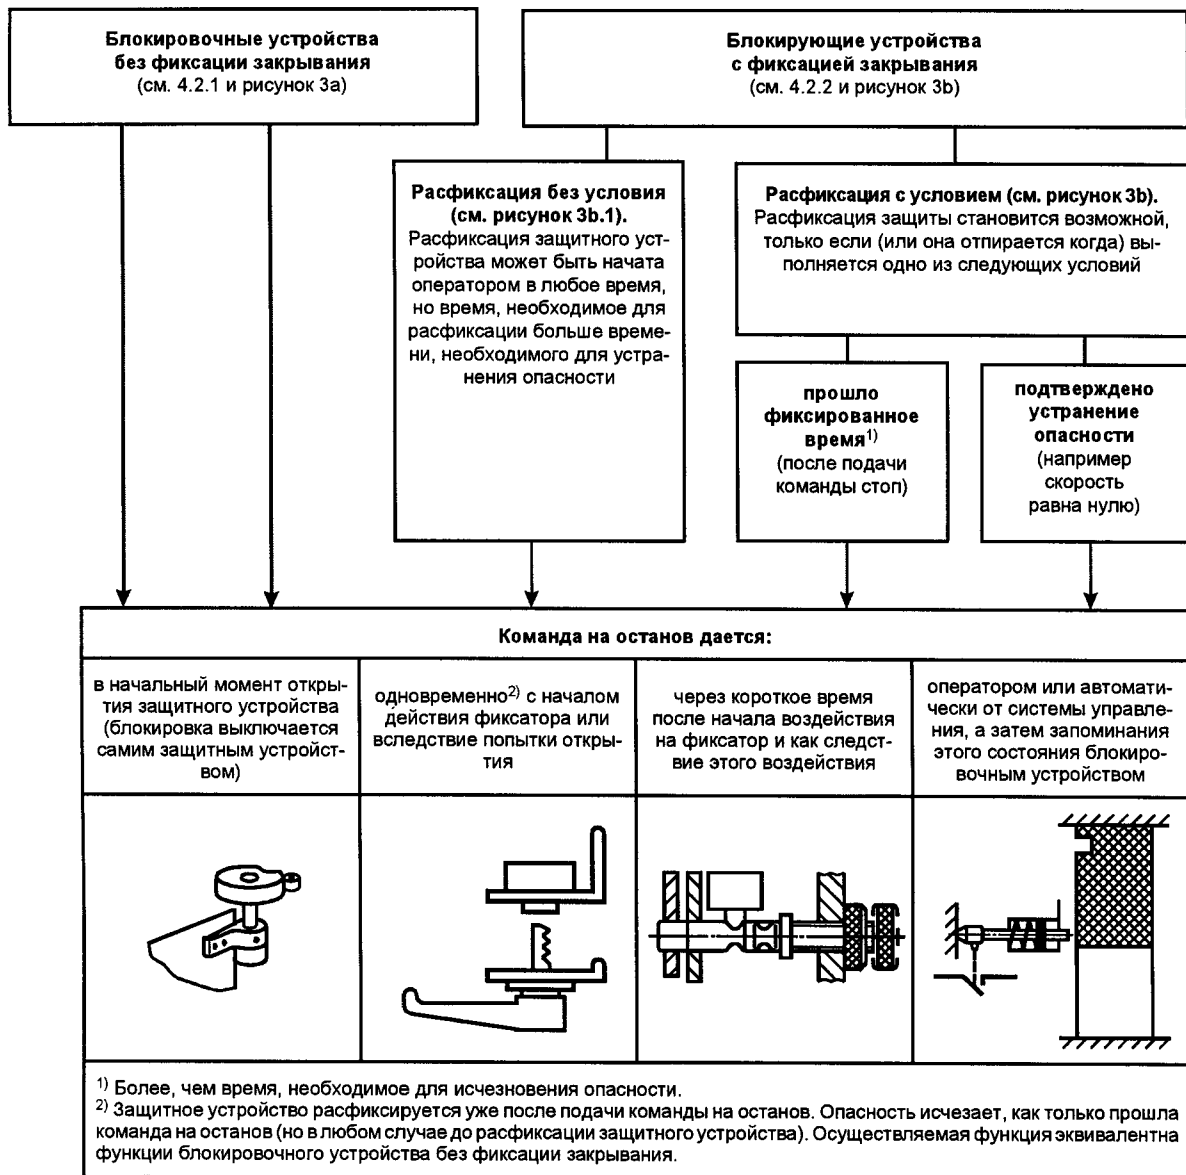 Блокировочные устройства
без фиксации закрывания
(см. 4.2.1 и рисунок 3a)
Блокирующие устройства
с фиксацией закрывания
(см. 4.2.2 и рисунок 3b)
Расфиксация без условия
(см. рисунок 3b.1).
Расфиксация защитного уст-
ройства может быть начата
оператором в любое время,
но время, необходимое для
расфиксации больше време-
ни, необходимого для устра-
нения опасности
Расфиксация с условием (см. рисунок 3b).
Расфиксация защиты становится возможной,
только если (или она отпирается когда) вы-
полняется одно из следующих условий
прошло
фиксированное
время1)
(после подачи
команды стоп)
подтверждено
устранение
опасности
(например
скорость
равна нулю)
Команда на останов дается:
в начальный момент откры-
тия защитного устройства
(блокировка выключается
самим защитным устройст-
вом)
одновременно2) с началом
действия фиксатора или
вследствие попытки откры-
тия
через короткое время
после начала воздействия
на фиксатор и как следст-
вие этого воздействия
оператором или автомати-
чески от системы управле-
ния, а затем запоминания
этого состояния блокиро-
вочным устройством
1) Более, чем время, необходимое для исчезновения опасности.
2) Защитное устройство расфиксируется уже после подачи команды на останов. Опасность исчезает, как только прошла
команда на останов (но в любом случае до расфиксации защитного устройства). Осуществляемая функция эквивалентна
функции блокировочного устройства без фиксации закрывания.